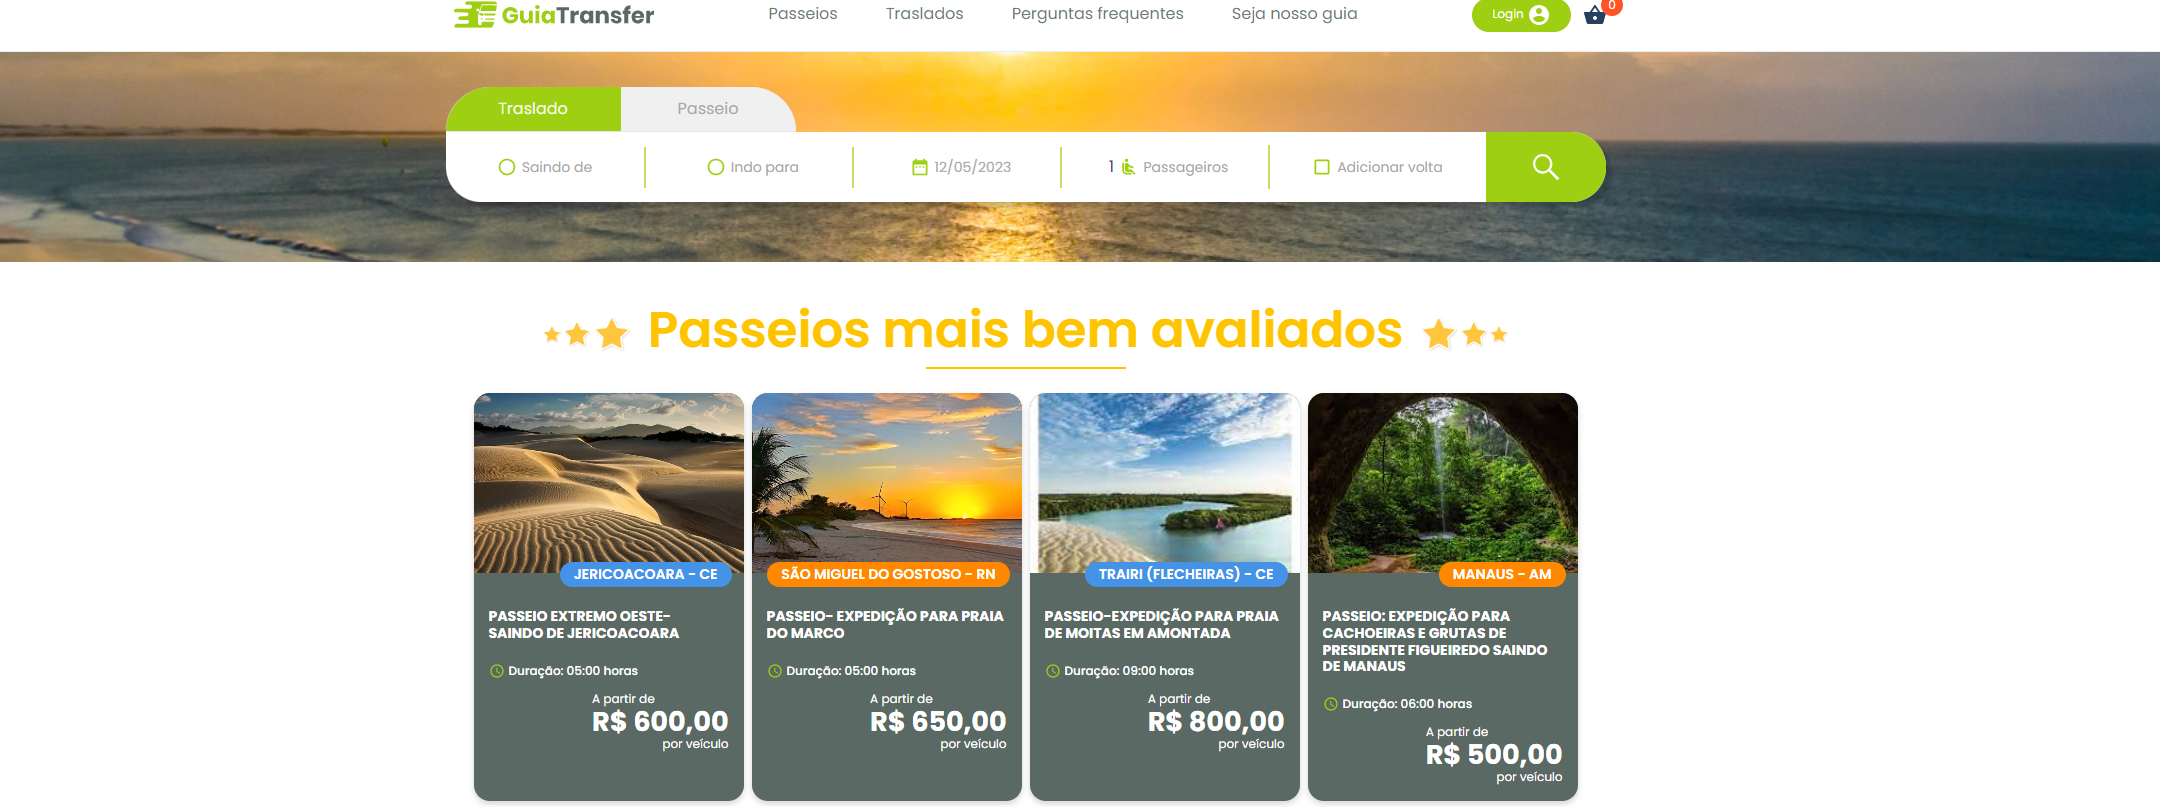 GuiaTransfer
Passeios
Traslados
Perguntas frequentes
Seja nosso guia
Login
0
Traslado
Passeio
Saindo de
Indo para
12/05/2023
1 Passageiros
Adicionar volta
Passeios mais bem avaliados
JERICOACOARA - CE
PASSEIO EXTREMO OESTE-
SAINDO DE JERICOACOARA
Duração: 05:00 horas
A partir de
R$ 600,00
por veículo
SÃO MIGUEL DO GOSTOSO - RN
PASSEIO- EXPEDIÇÃO PARA PRAIA
DO MARCO
Duração: 05:00 horas
A partir de
R$ 650,00
por veículo
TRAIRI (FLECHEIRAS) - CE
PASSEIO-EXPEDIÇÃO PARA PRAIA
DE MOITAS EM AMONTADA
Duração: 09:00 horas
A partir de
R$ 800,00
por veículo
MANAUS - AM
PASSEIO: EXPEDIÇÃO PARA
CACHOEIRAS E GRUTAS DE
PRESIDENTE FIGUEIREDO SAINDO
DE MANAUS
Duração: 06:00 horas
A partir de
R$ 500,00
por veículo